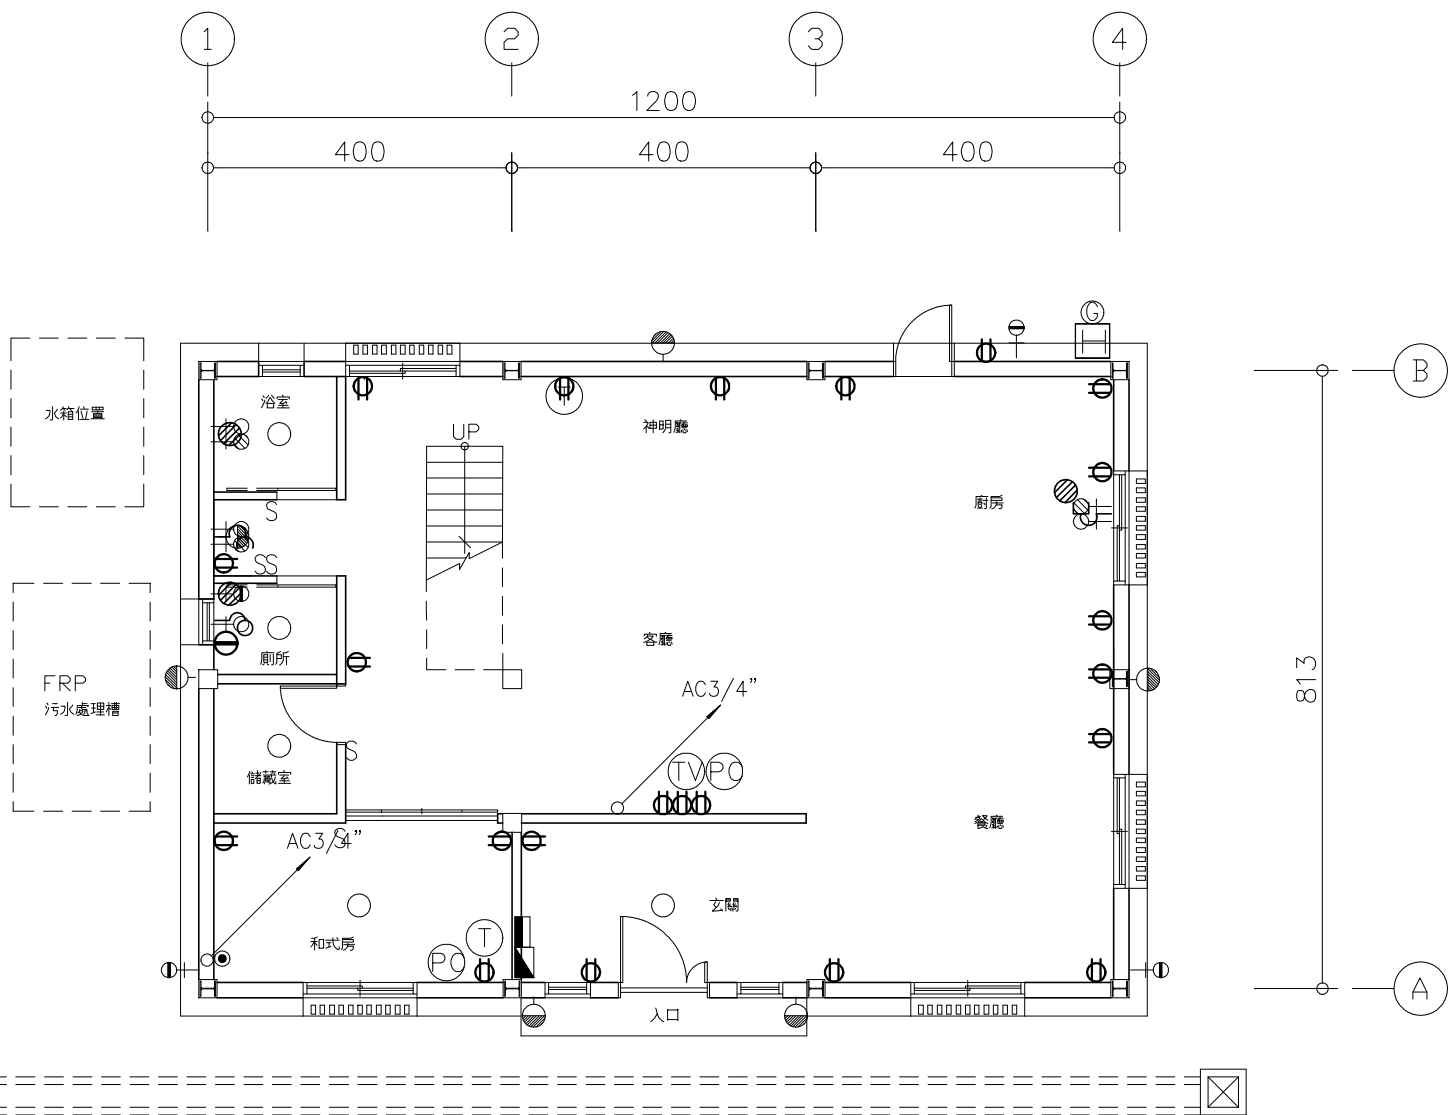 1 2 3 4
1200
400 400 400
G
B
浴室
水箱位置
T
神明廳
UP
廚房
S
SS
客廳
廁所
FRP
污水處理槽
813
AC3/4"
S
TV PO
儲藏室
S
AC3/4"
餐廳
玄關
T
和式房
PO
A
入口